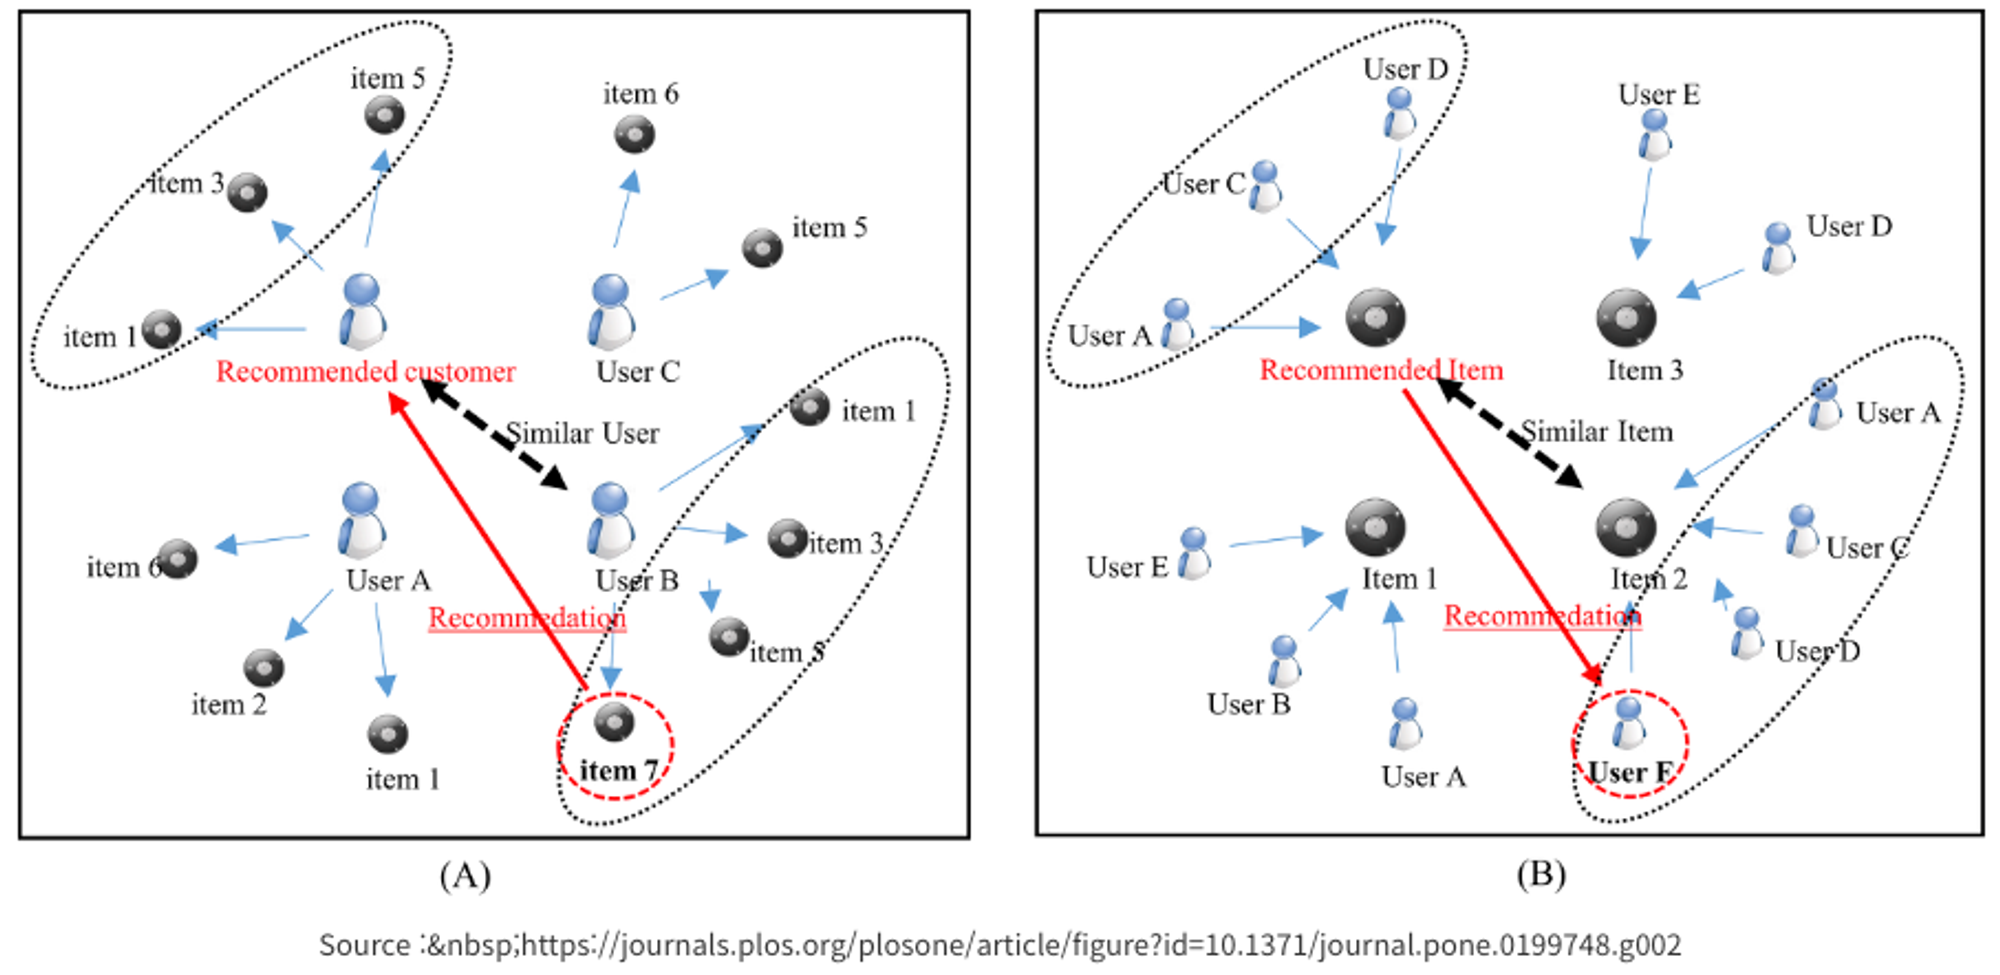 item 5
item 6
item 3
item 5
item 1
Recommended customer
User C
item 1
Similar User
item 3
item 6
User A
User B
Recommedation
item 5
item 2
item 7
item 1
(A)
User D
User E
User C
User D
User A
Recommended Item
Item 3
User A
Similar Item
User C
User E
Item 1
Item 2
Recommedation
User D
User B
User F
User A
(B)
Source :&nbsp;https://journals.plos.org/plosone/article/figure?id=10.1371/journal.pone.0199748.g002